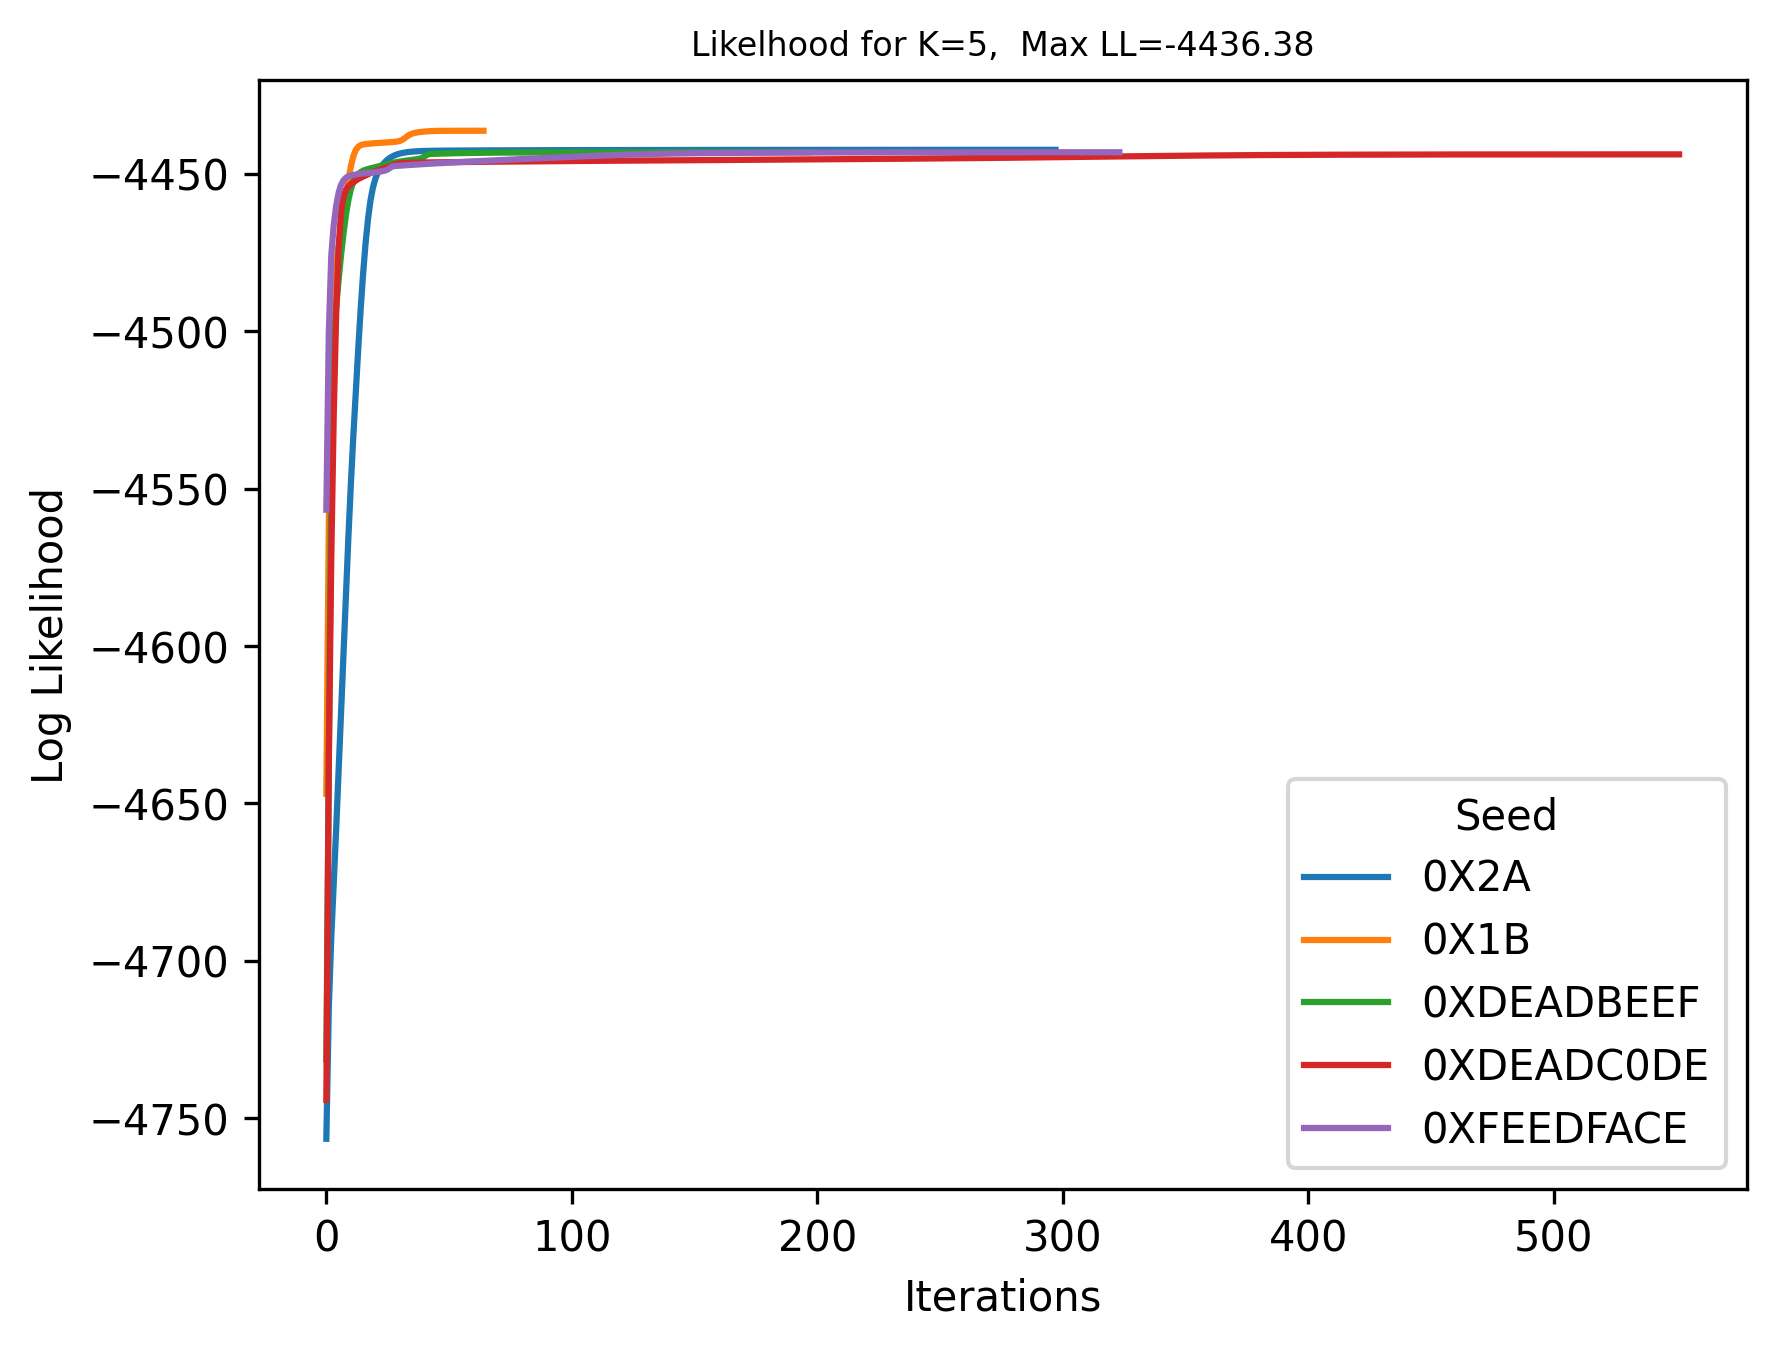 Likelhood for K=5,  Max LL=-4436.38
Log Likelihood
−4450
−4500
−4550
−4600
−4650
−4700
−4750
0
100
200
300
400
500
Iterations
Seed
0X2A
0X1B
0XDEADBEEF
0XDEADC0DE
0XFEEDFACE